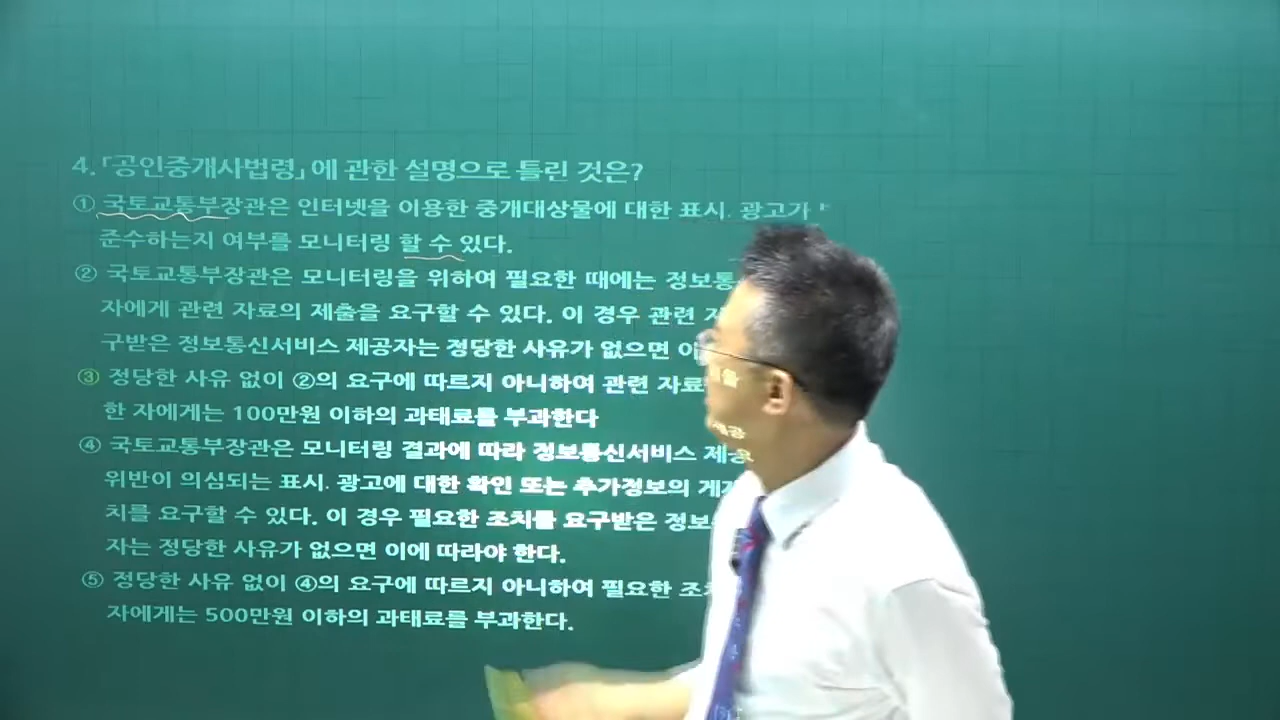 4. 「공인중개사법령」에 관한 설명으로 틀린 것은?
① 국토교통부장관은 인터넷을 이용한 중개대상물에 대한 표시. 광고가
준수하는지 여부를 모니터링 할 수 있다.
② 국토교통부장관은 모니터링을 위하여 필요한 때에는 정보통
자에게 관련 자료의 제출을 요구할 수 있다. 이 경우 관련
구받은 정보통신서비스 제공자는 정당한 사유가 없으면 이
③ 정당한 사유 없이 ②의 요구에 따르지 아니하여 관련 자료
한 자에게는 100만원 이하의 과태료를 부과한다
④ 국토교통부장관은 모니터링 결과에 따라 정보통신서비스 제공
위반이 의심되는 표시. 광고에 대한 확인 또는 추가정보의 게
치를 요구할 수 있다. 이 경우 필요한 조치를 요구받은 정보
자는 정당한 사유가 없으면 이에 따라야 한다.
⑤ 정당한 사유 없이 ④의 요구에 따르지 아니하여 필요한 조
자에게는 500만원 이하의 과태료를 부과한다.